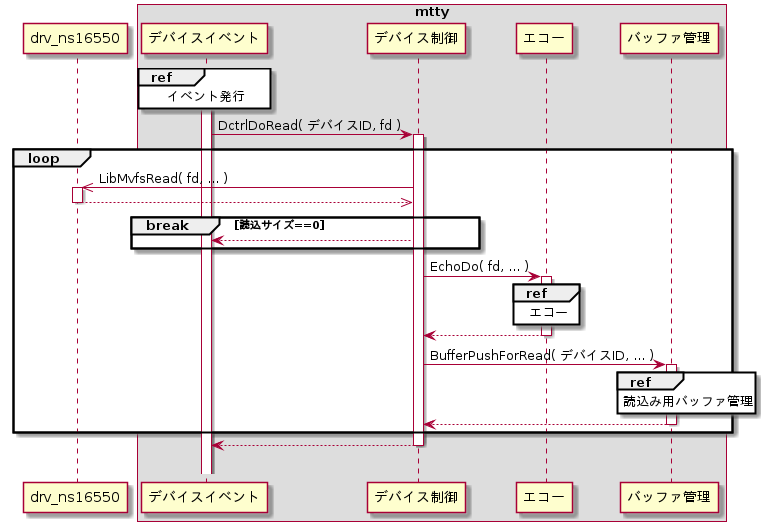 mtty
drv_ns16550
デバイスイベント
デバイス制御
エコー
バッファ管理
ref
イベント発行
DctrlDoRead( デバイスID, fd )
loop
LibMvfsRead( fd, ... )
break
[読込サイズ==0]
EchoDo( fd, ... )
ref
エコー
BufferPushForRead( デバイスID, ... )
ref
読込み用バッファ管理
drv_ns16550
デバイスイベント
デバイス制御
エコー
バッファ管理